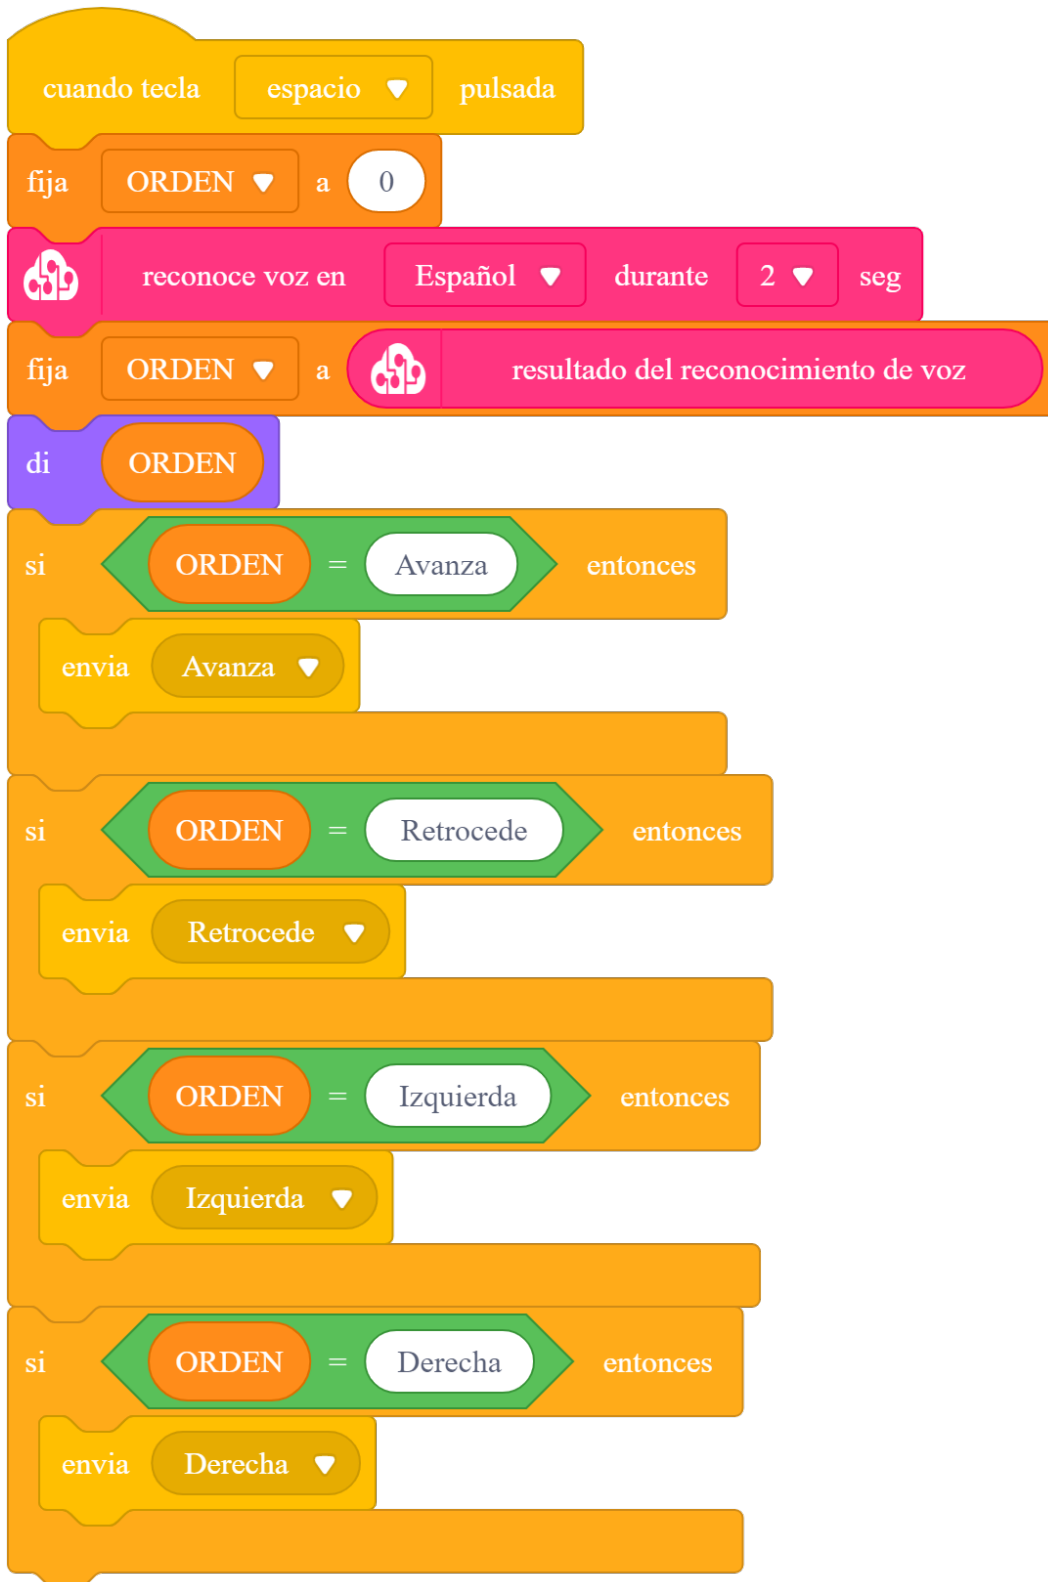 cuando tecla espacio pulsada
fija ORDEN a 0
reconoce voz en Español durante 2 seg
fija ORDEN a resultado del reconocimiento de voz
di ORDEN
si ORDEN = Avanza entonces
envia Avanza
si ORDEN = Retrocede entonces
envia Retrocede
si ORDEN = Izquierda entonces
envia Izquierda
si ORDEN = Derecha entonces
envia Derecha